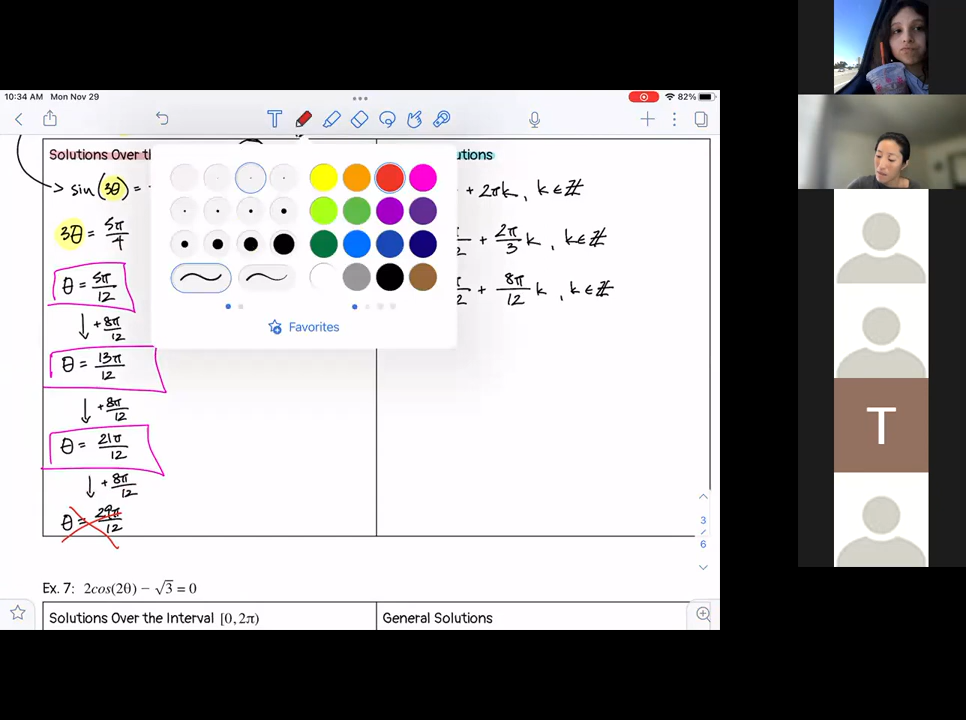 10:34 AM Mon Nov 29
82%
Solutions Over th
utions
> sin(3θ) =
+ 2πk, k ∈ ℤ
3θ = 5π/4
+ 2π/3 k, k ∈ ℤ
θ = 5π/12
+ 8π/12 k, k ∈ ℤ
↓ + 8π/12
Favorites
θ = 13π/12
↓ + 8π/12
θ = 21π/12
↓ + 8π/12
θ = 29π/12
3
/
6
Ex. 7: 2cos(2θ) − √3 = 0
Solutions Over the Interval [0, 2π)
General Solutions
T